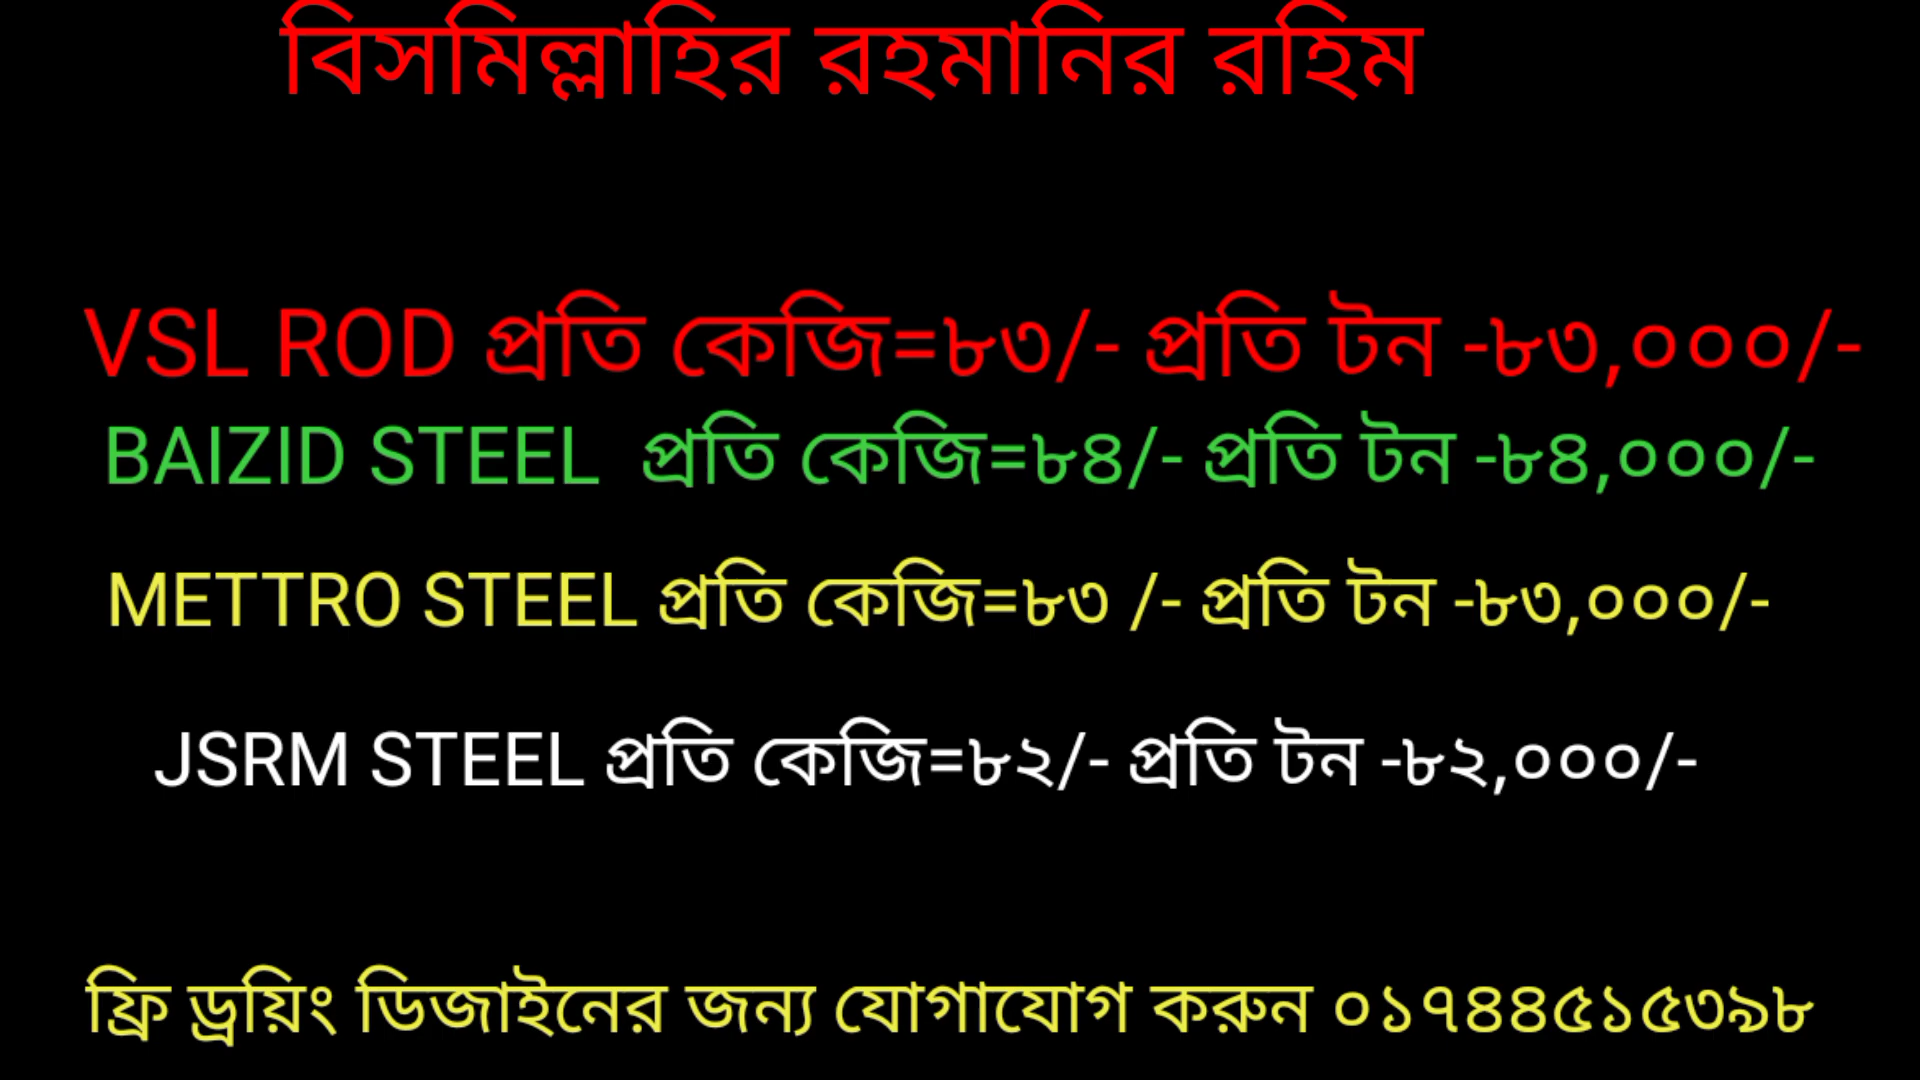 বিসমিল্লাহির রহমানির রহিম
VSL ROD প্রতি কেজি=৮৩/- প্রতি টন -৮৩,০০০/-
BAIZID STEEL প্রতি কেজি=৮৪/- প্রতি টন -৮৪,০০০/-
METTRO STEEL প্রতি কেজি=৮৩ /- প্রতি টন -৮৩,০০০/-
JSRM STEEL প্রতি কেজি=৮২/- প্রতি টন -৮২,০০০/-
ফ্রি ড্রয়িং ডিজাইনের জন্য যোগাযোগ করুন ০১৭৪৪৫১৫৩৯৮